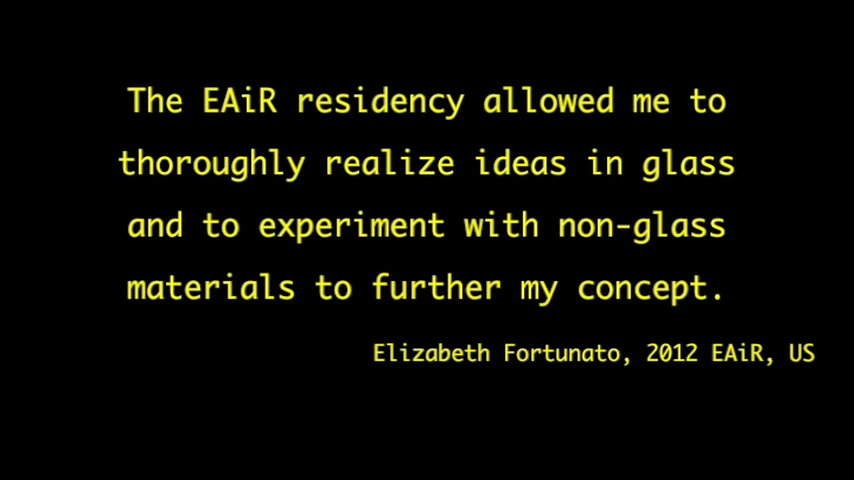 The EAiR residency allowed me to
thoroughly realize ideas in glass
and to experiment with non-glass
materials to further my concept.
Elizabeth Fortunato, 2012 EAiR, US